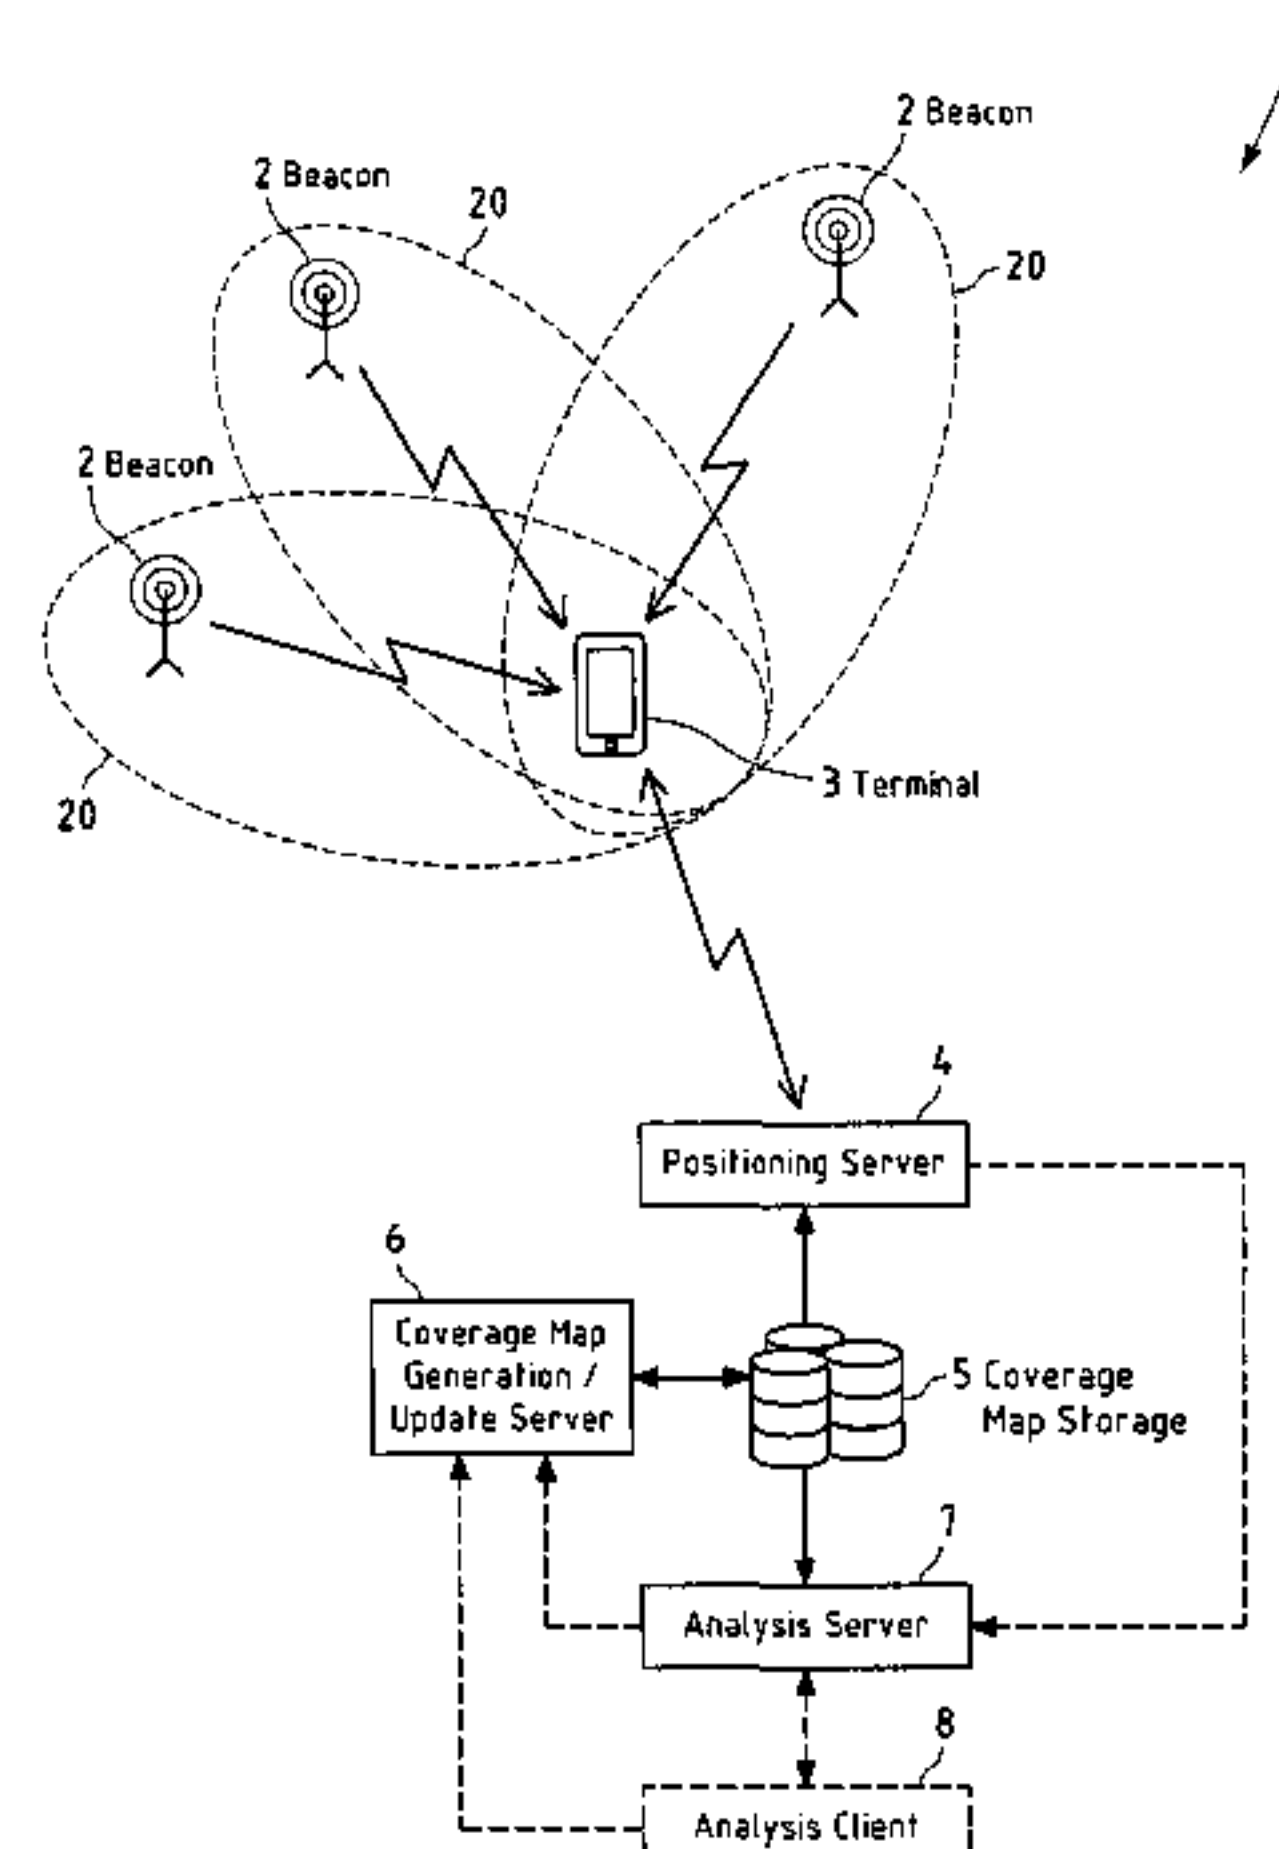 2 Beacon
2 Beacon
20
20
2 Beacon
20
3 Terminal
4
Positioning Server
6
Coverage Map
Generation /
Update Server
5 Coverage
Map Storage
7
Analysis Server
8
Analysis Client